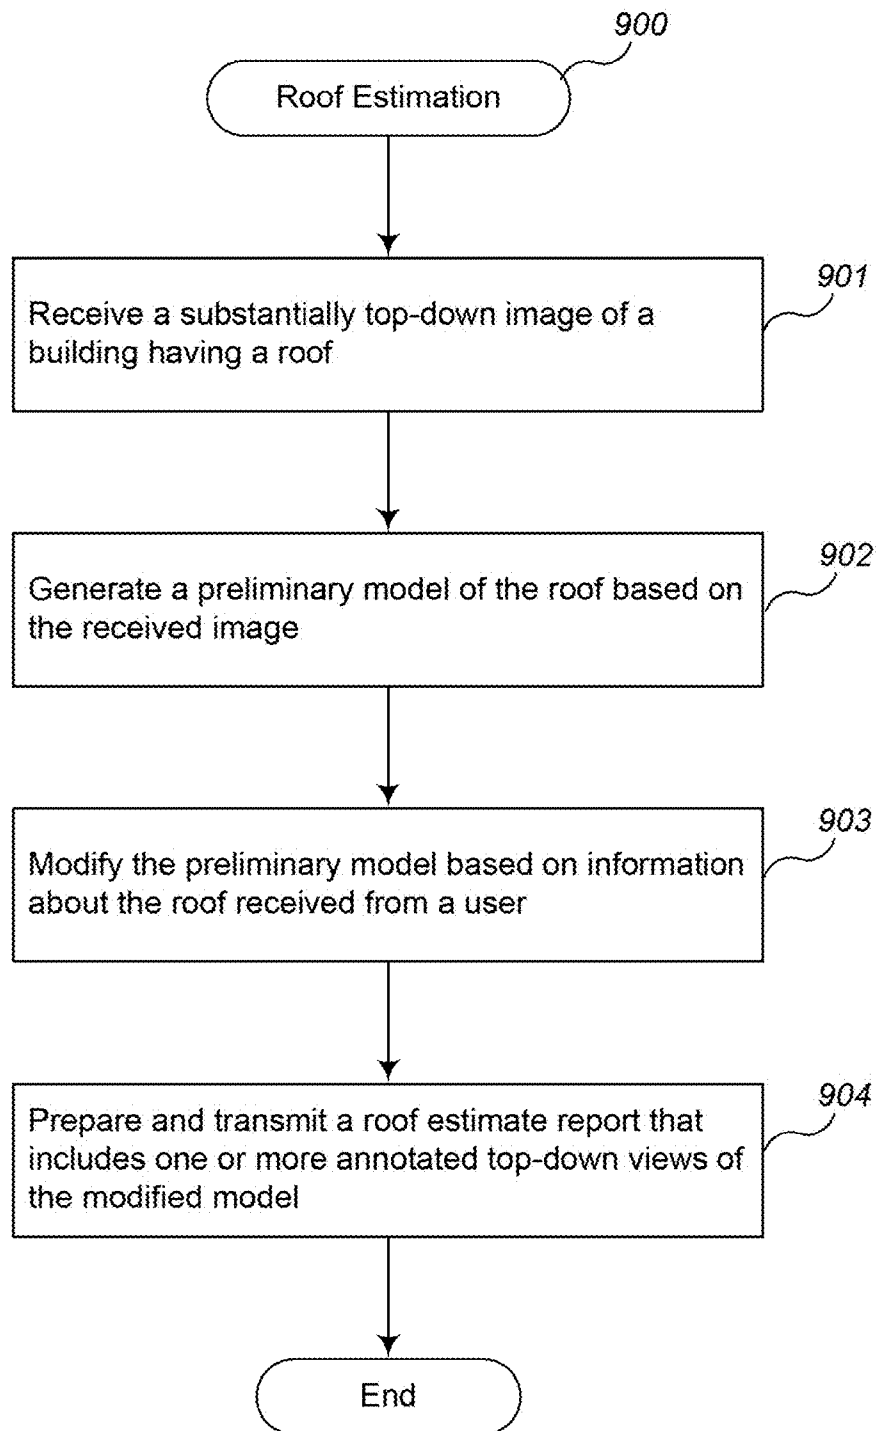 900
Roof Estimation
901
Receive a substantially top-down image of a
building having a roof
902
Generate a preliminary model of the roof based on
the received image
903
Modify the preliminary model based on information
about the roof received from a user
904
Prepare and transmit a roof estimate report that
includes one or more annotated top-down views of
the modified model
End